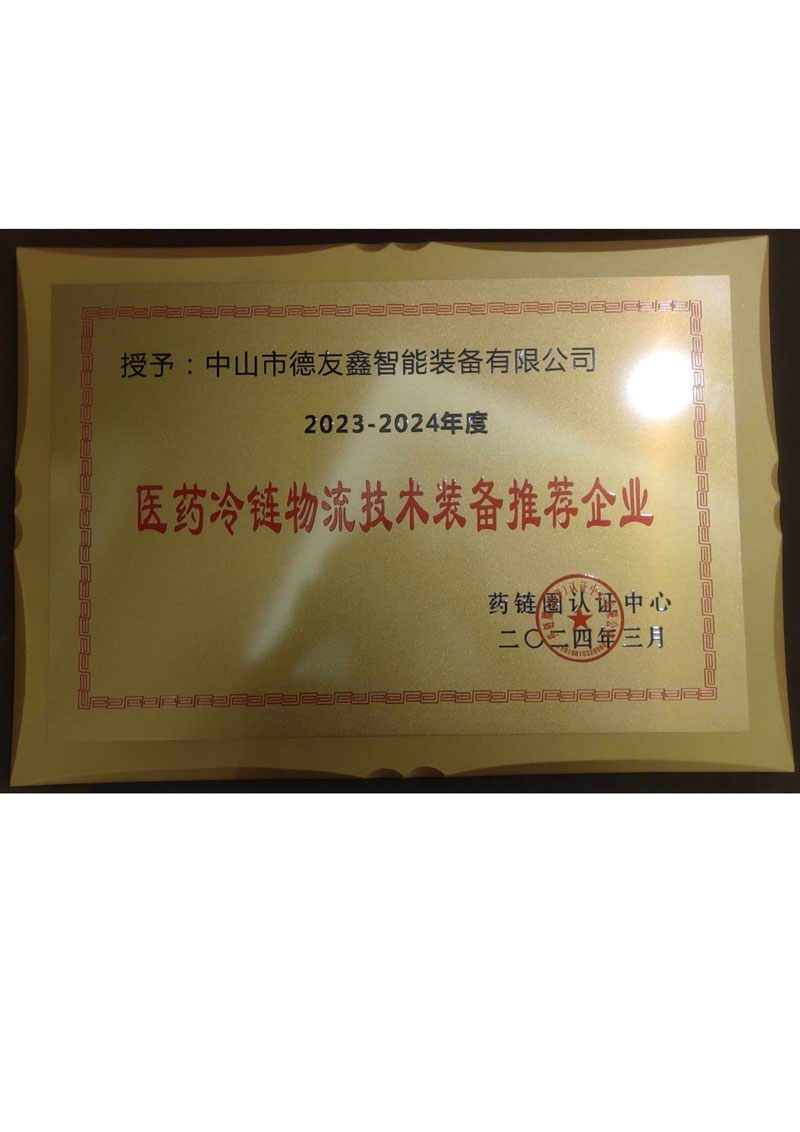 授予：中山市德友鑫智能装备有限公司
2023-2024年度
医药冷链物流技术装备推荐企业
药链圈认证中心
二〇二四年三月